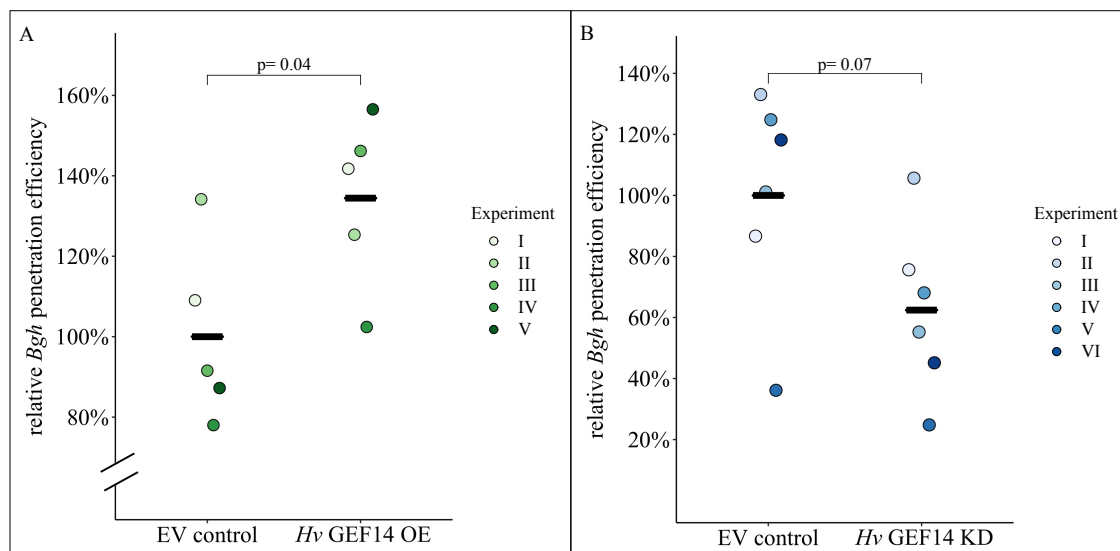 A
p= 0.04
160%
140%
120%
100%
80%
relative Bgh penetration efficiency
EV control
Hv GEF14 OE
Experiment
I
II
III
IV
V
B
p= 0.07
140%
120%
100%
80%
60%
40%
20%
relative Bgh penetration efficiency
EV control
Hv GEF14 KD
Experiment
I
II
III
IV
V
VI